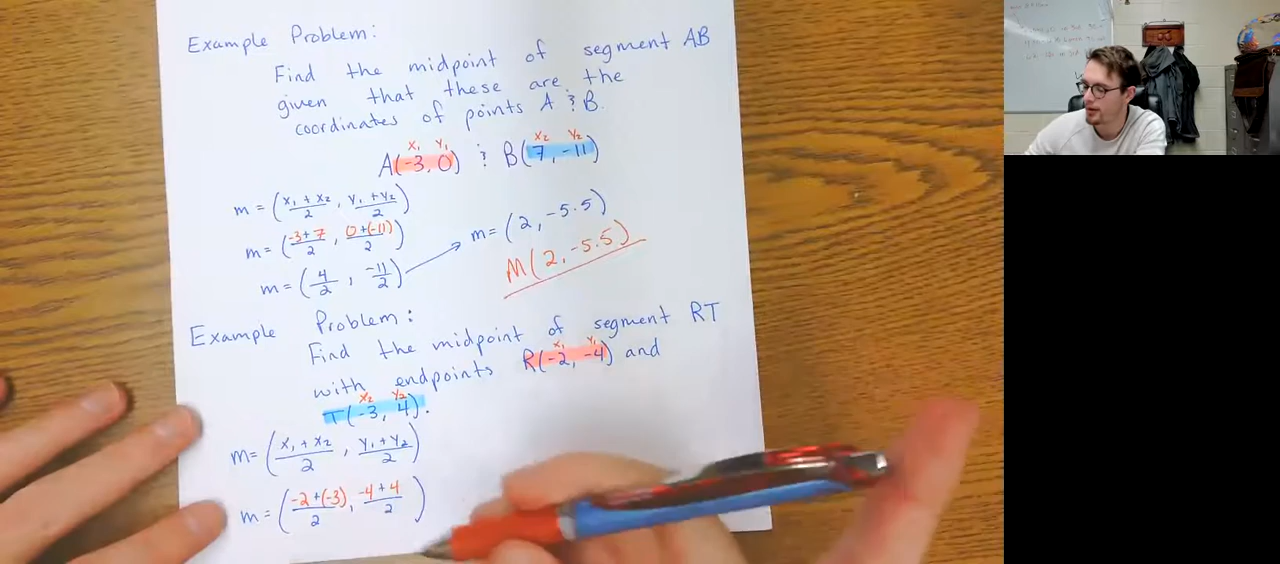 Example Problem:
Find the midpoint of segment AB
given that these are the
coordinates of points A & B.
x₁ y₁ x₂ y₂
A(-3, 0) & B(7, -11)
m = (x₁ + x₂ / 2, y₁ + y₂ / 2)
m = (-3+7 / 2, 0+(-11) / 2)
m = (4/2, -11/2)
m = (2, -5.5)
M(2, -5.5)
Example Problem:
Find the midpoint of segment RT
x₁ y₁
with endpoints R(-2, -4) and
x₂ y₂
T(-3, 4).
m = (x₁ + x₂ / 2, y₁ + y₂ / 2)
m = (-2+(-3) / 2, -4+4 / 2)